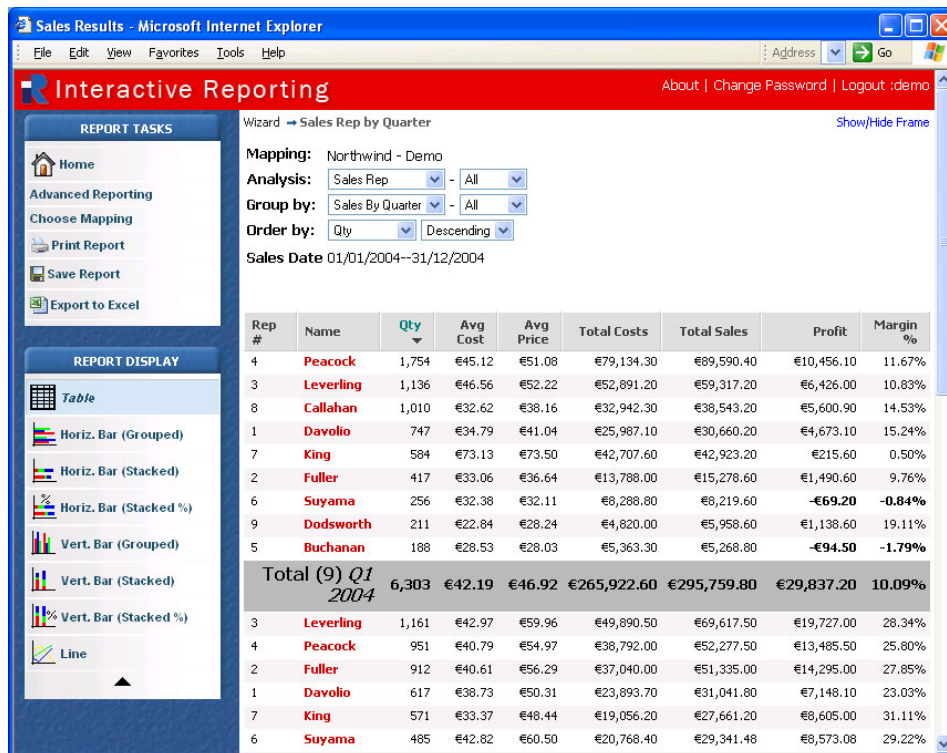 Sales Results - Microsoft Internet Explorer
File Edit View Favorites Tools Help Address Go
Interactive Reporting About | Change Password | Logout :demo
REPORT TASKS
Home
Advanced Reporting
Choose Mapping
Print Report
Save Report
Export to Excel
REPORT DISPLAY
Table
Horiz. Bar (Grouped)
Horiz. Bar (Stacked)
Horiz. Bar (Stacked %)
Vert. Bar (Grouped)
Vert. Bar (Stacked)
Vert. Bar (Stacked %)
Line
Wizard Sales Rep by Quarter Show/Hide Frame
Mapping: Northwind - Demo
Analysis: Sales Rep - All
Group by: Sales By Quarter - All
Order by: Qty Descending
Sales Date 01/01/2004--31/12/2004
Rep # Name Qty Avg Cost Avg Price Total Costs Total Sales Profit Margin %
4 Peacock 1,754 €45.12 €51.08 €79,134.30 €89,590.40 €10,456.10 11.67%
3 Leverling 1,136 €46.56 €52.22 €52,891.20 €59,317.20 €6,426.00 10.83%
8 Callahan 1,010 €32.62 €38.16 €32,942.30 €38,543.20 €5,600.90 14.53%
1 Davolio 747 €34.79 €41.04 €25,987.10 €30,660.20 €4,673.10 15.24%
7 King 584 €73.13 €73.50 €42,707.60 €42,923.20 €215.60 0.50%
2 Fuller 417 €33.06 €36.64 €13,788.00 €15,278.60 €1,490.60 9.76%
6 Suyama 256 €32.38 €32.11 €8,288.80 €8,219.60 -€69.20 -0.84%
9 Dodsworth 211 €22.84 €28.24 €4,820.00 €5,958.60 €1,138.60 19.11%
5 Buchanan 188 €28.53 €28.03 €5,363.30 €5,268.80 -€94.50 -1.79%
Total (9) Q1 2004 6,303 €42.19 €46.92 €265,922.60 €295,759.80 €29,837.20 10.09%
3 Leverling 1,161 €42.97 €59.96 €49,890.50 €69,617.50 €19,727.00 28.34%
4 Peacock 951 €40.79 €54.97 €38,792.00 €52,277.50 €13,485.50 25.80%
2 Fuller 912 €40.61 €56.29 €37,040.00 €51,335.00 €14,295.00 27.85%
1 Davolio 617 €38.73 €50.31 €23,893.70 €31,041.80 €7,148.10 23.03%
7 King 571 €33.37 €48.44 €19,056.20 €27,661.20 €8,605.00 31.11%
6 Suyama 485 €42.82 €60.50 €20,768.40 €29,341.48 €8,573.08 29.22%